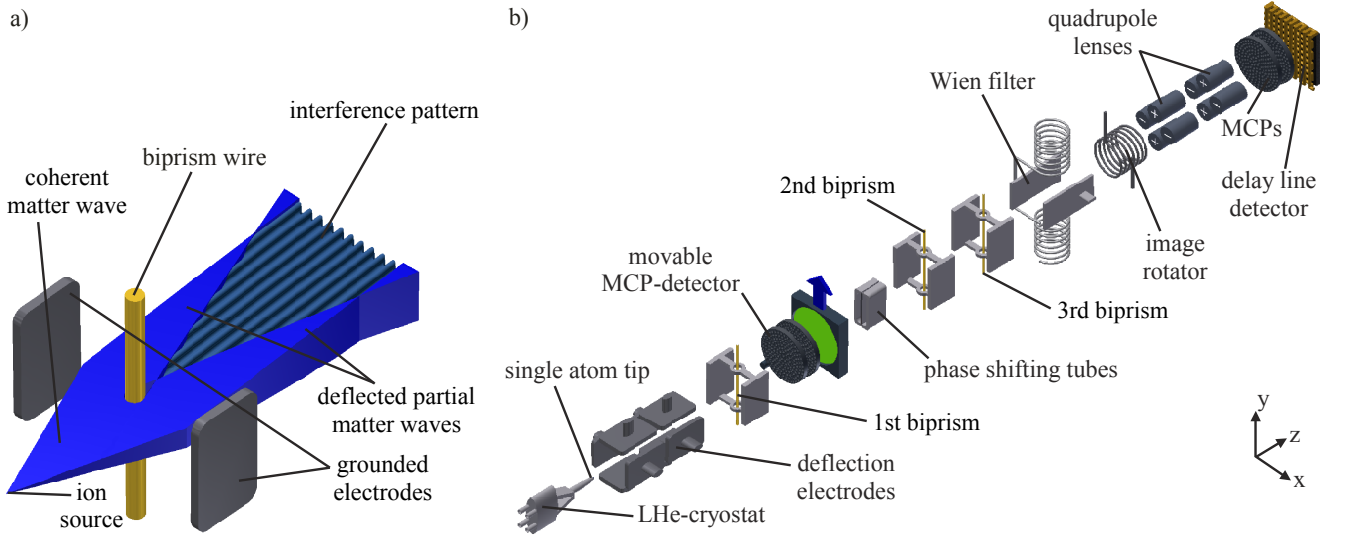 a)
interference pattern
biprism wire
coherent
matter wave
deflected partial
matter waves
grounded
electrodes
ion
source
b)
quadrupole
lenses
Wien filter
MCPs
delay line
detector
2nd biprism
image
rotator
movable
MCP-detector
3rd biprism
phase shifting tubes
single atom tip
1st biprism
deflection
electrodes
LHe-cryostat
y
z
x